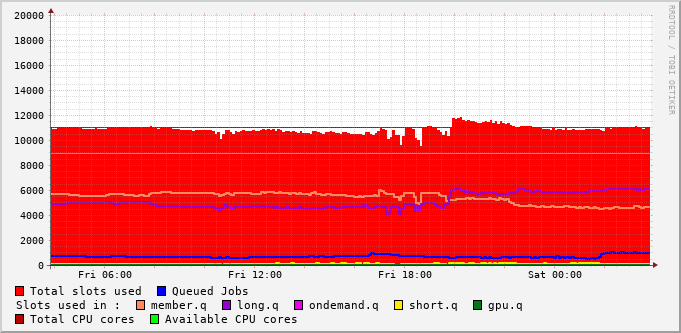 20000
18000
16000
14000
12000
10000
8000
6000
4000
2000
0
Fri 06:00 Fri 12:00 Fri 18:00 Sat 00:00
Total slots used Queued Jobs
Slots used in : member.q long.q ondemand.q short.q gpu.q
Total CPU cores Available CPU cores
RRDTOOL / TOBI OETIKER